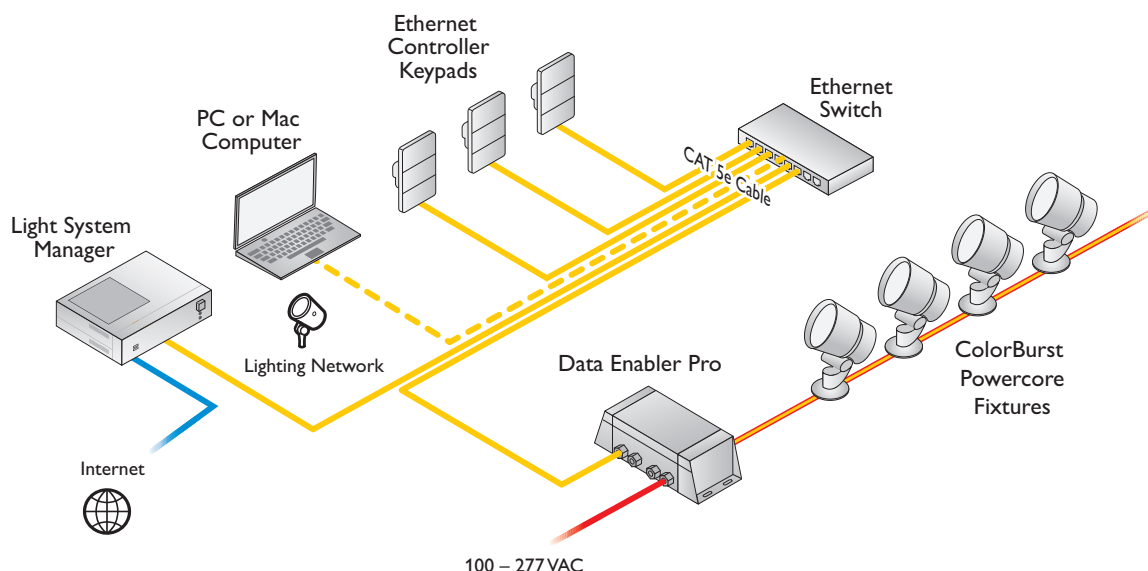 Ethernet
Controller
Keypads
PC or Mac
Computer
Ethernet
Switch
CAT 5e Cable
Light System
Manager
Lighting Network
Data Enabler Pro
ColorBurst
Powercore
Fixtures
Internet
100 – 277 VAC